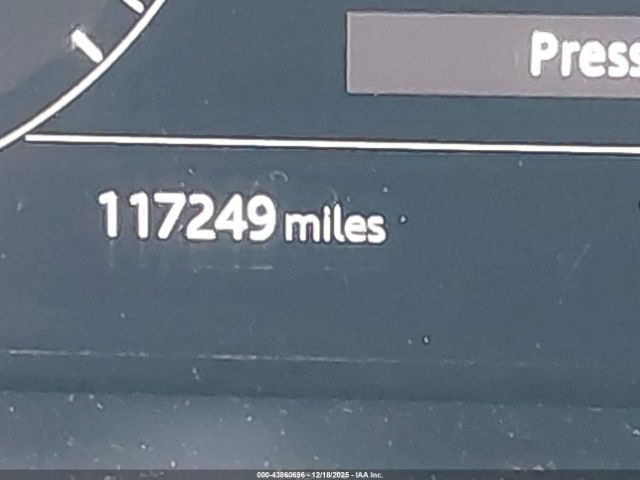 Press
117249 miles
000-43860696 - 12/18/2025 - IAA Inc.